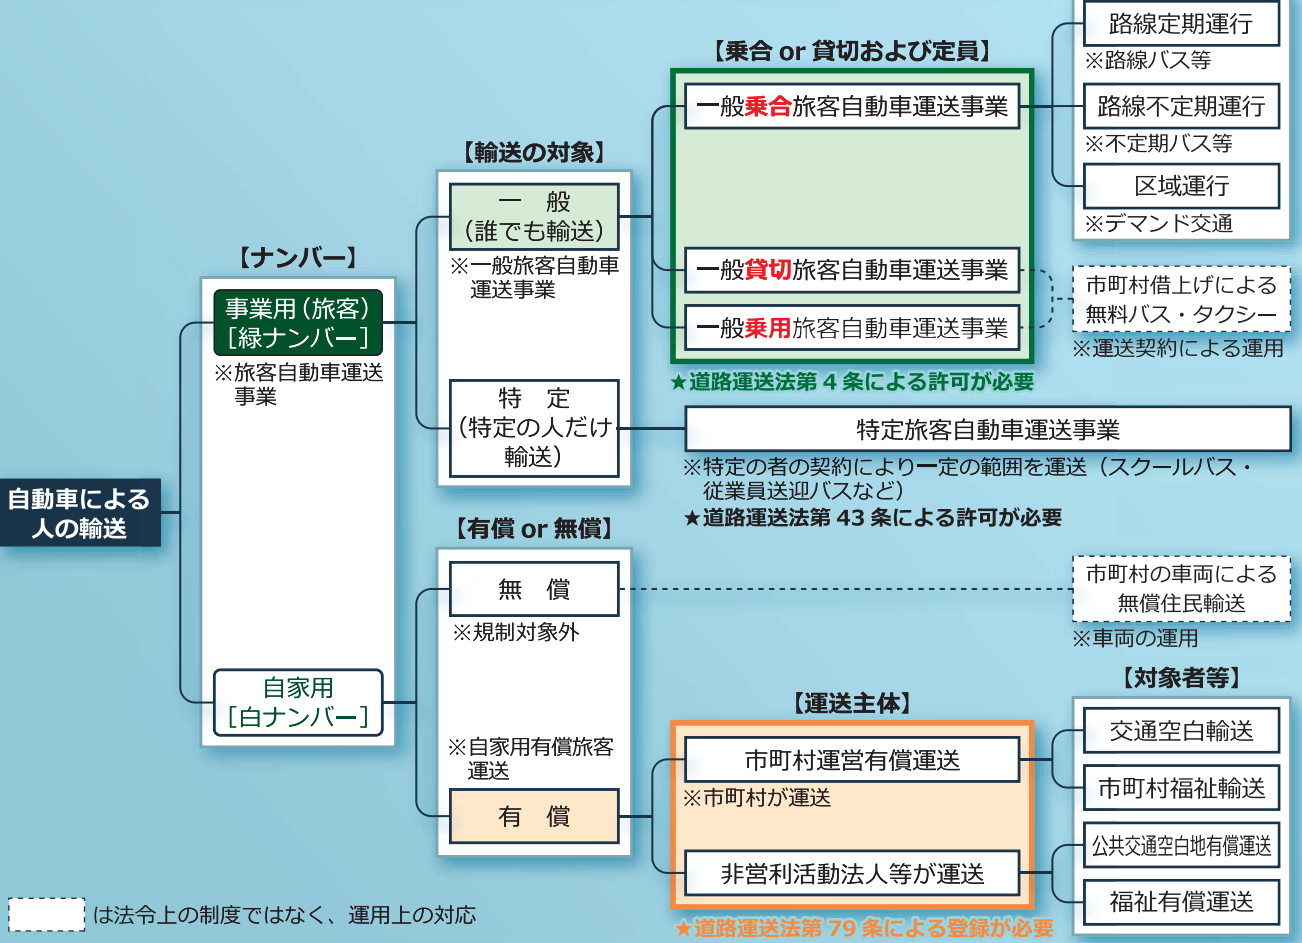 自動車による
人の輸送
【ナンバー】
事業用（旅客）
［緑ナンバー］
※旅客自動車運送
事業
自家用
［白ナンバー］
【輸送の対象】
一　般
（誰でも輸送）
※一般旅客自動車
運送事業
特　定
（特定の人だけ
輸送）
【有償 or 無償】
無　償
※規制対象外
※自家用有償旅客
運送
有　償
【乗合 or 貸切および定員】
一般乗合旅客自動車運送事業
一般貸切旅客自動車運送事業
一般乗用旅客自動車運送事業
★道路運送法第 4 条による許可が必要
路線定期運行
※路線バス等
路線不定期運行
※不定期バス等
区域運行
※デマンド交通
市町村借上げによる
無料バス・タクシー
※運送契約による運用
特定旅客自動車運送事業
※特定の者の契約により一定の範囲を運送（スクールバス・
従業員送迎バスなど）
★道路運送法第 43 条による許可が必要
市町村の車両による
無償住民輸送
※車両の運用
【運送主体】
市町村運営有償運送
※市町村が運送
非営利活動法人等が運送
★道路運送法第 79 条による登録が必要
【対象者等】
交通空白輸送
市町村福祉輸送
公共交通空白地有償運送
福祉有償運送
は法令上の制度ではなく、運用上の対応